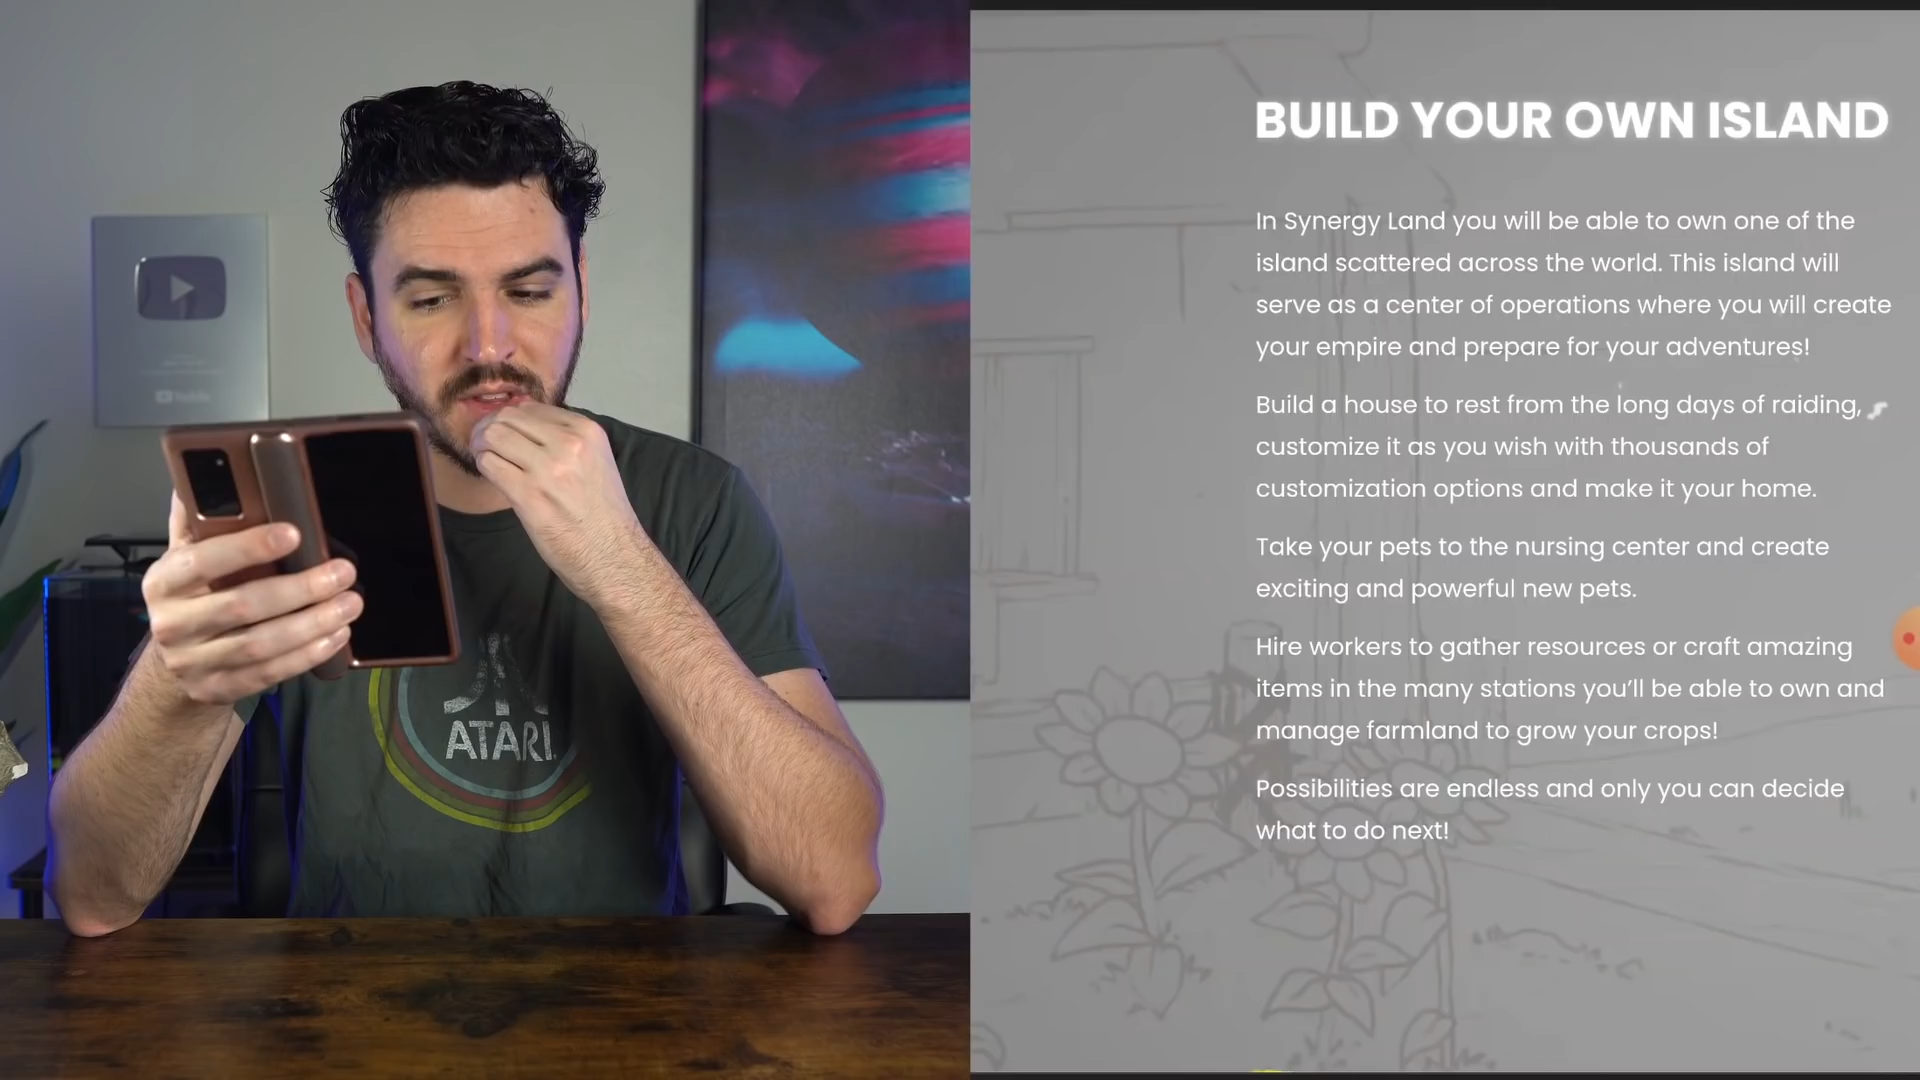 YouTube
ATARI
BUILD YOUR OWN ISLAND
In Synergy Land you will be able to own one of the
island scattered across the world. This island will
serve as a center of operations where you will create
your empire and prepare for your adventures!
Build a house to rest from the long days of raiding,
customize it as you wish with thousands of
customization options and make it your home.
Take your pets to the nursing center and create
exciting and powerful new pets.
Hire workers to gather resources or craft amazing
items in the many stations you’ll be able to own and
manage farmland to grow your crops!
Possibilities are endless and only you can decide
what to do next!